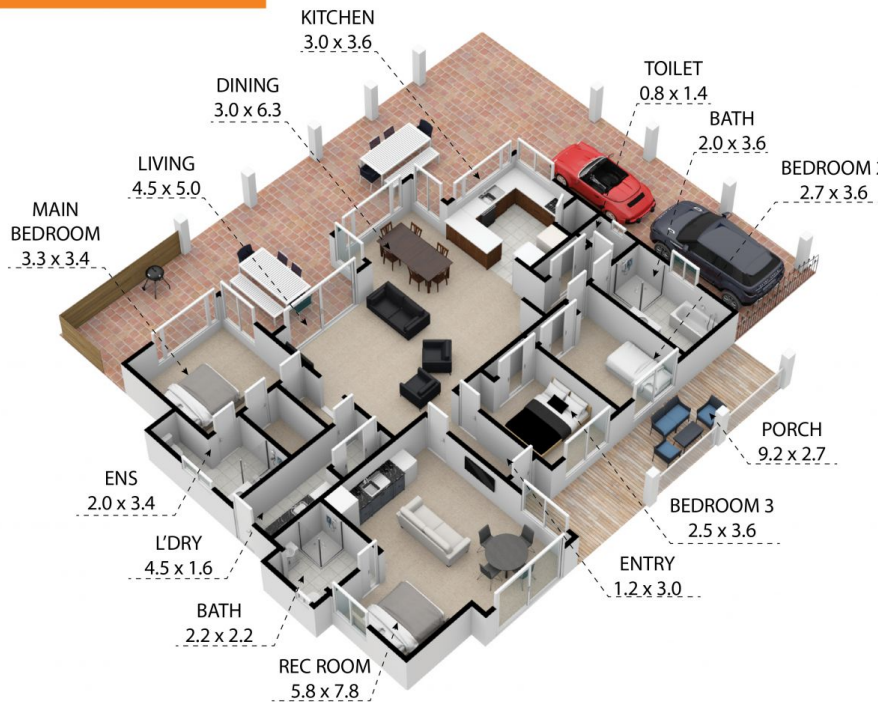 KITCHEN
3.0 x 3.6
DINING
3.0 x 6.3
TOILET
0.8 x 1.4
BATH
2.0 x 3.6
LIVING
4.5 x 5.0
BEDROOM
2.7 x 3.6
MAIN
BEDROOM
3.3 x 3.4
PORCH
9.2 x 2.7
ENS
2.0 x 3.4
BEDROOM 3
2.5 x 3.6
L'DRY
4.5 x 1.6
ENTRY
1.2 x 3.0
BATH
2.2 x 2.2
REC ROOM
5.8 x 7.8